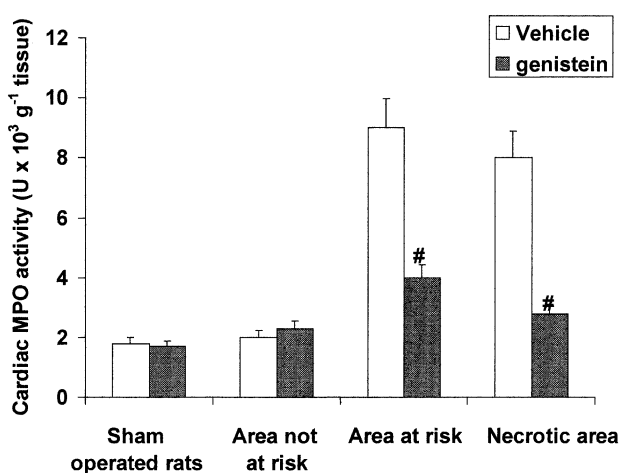 Cardiac MPO activity (U x 10³ g⁻¹ tissue)
12
10
8
6
4
2
0
Vehicle
genistein
#
#
Sham
operated rats
Area not
at risk
Area at risk
Necrotic area